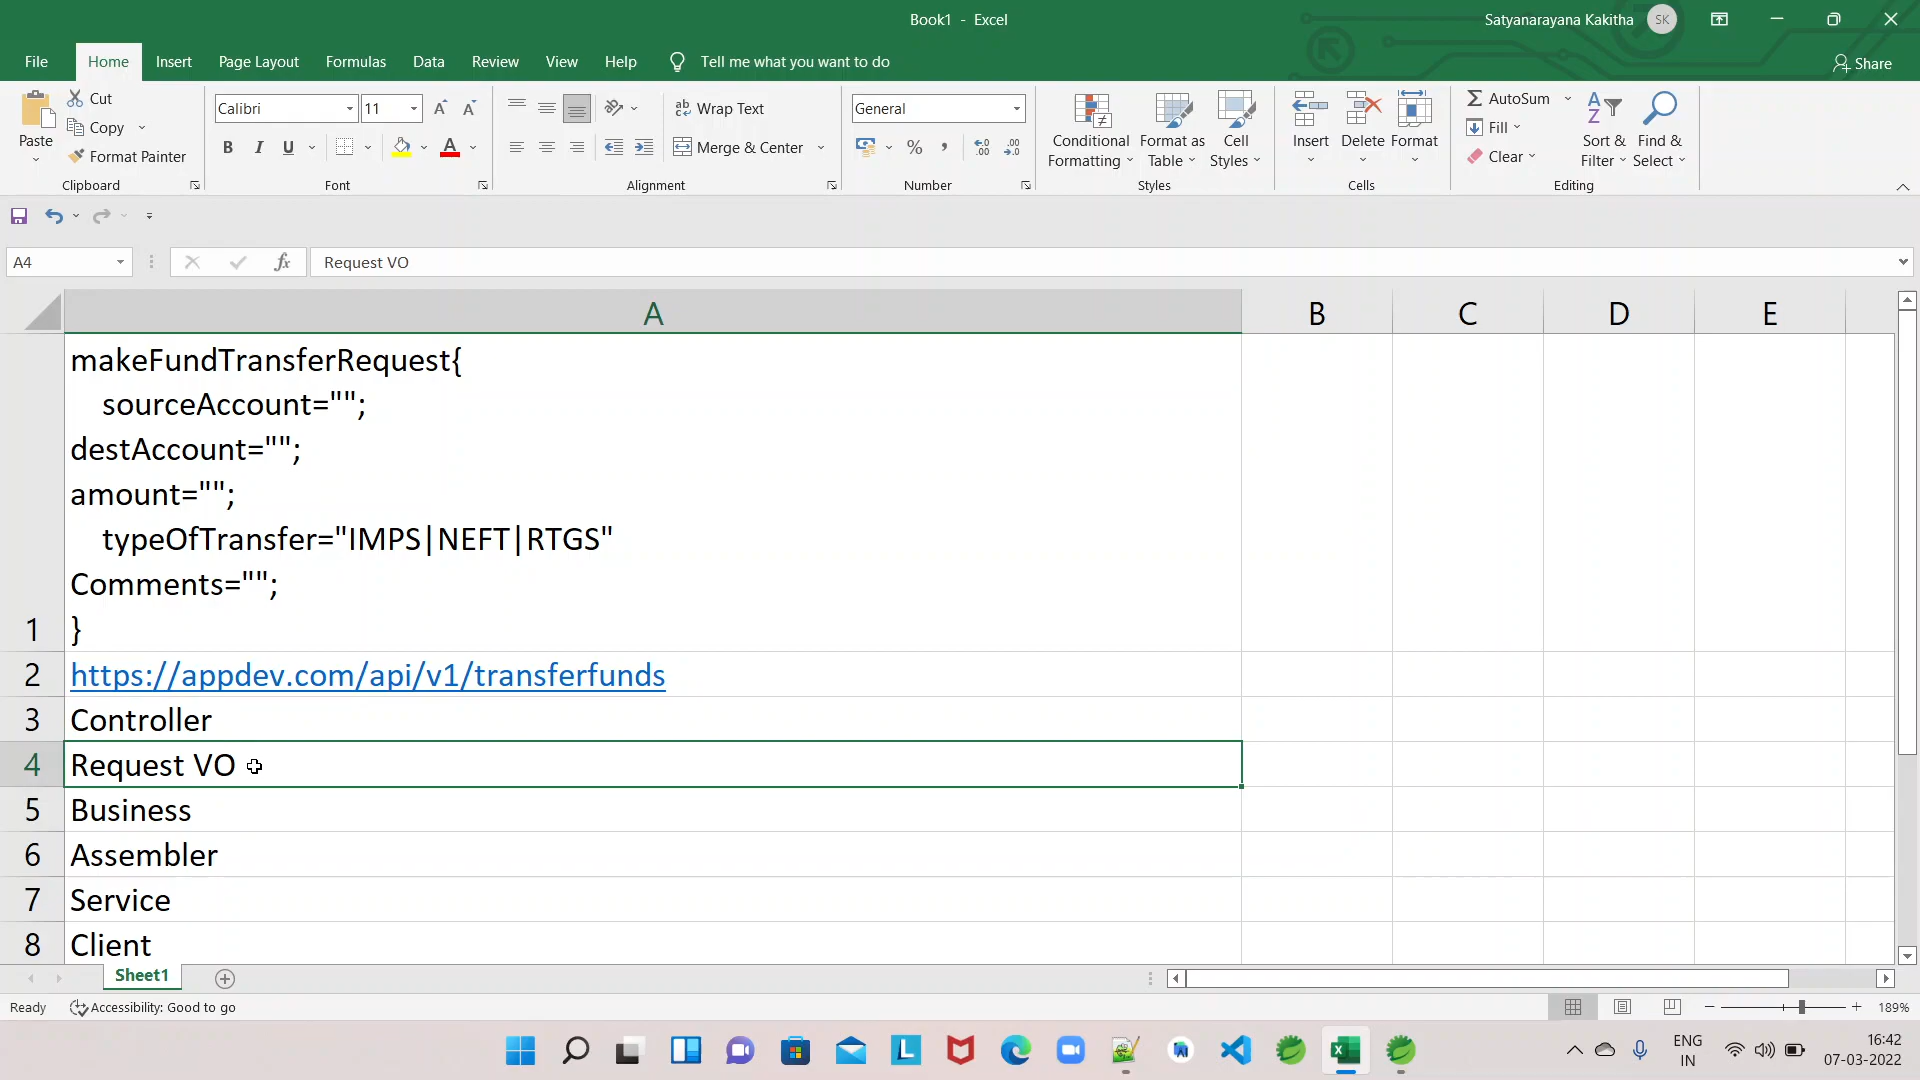 Book1 - Excel
Satyanarayana Kakitha SK
File Home Insert Page Layout Formulas Data Review View Help Tell me what you want to do Share
Cut
Copy
Format Painter
Paste
Clipboard
Calibri 11
B I U
Font
ab Wrap Text
Merge & Center
Alignment
General
% ,
Number
Conditional Formatting
Format as Table
Cell Styles
Styles
Insert Delete Format
Cells
AutoSum
Fill
Clear
Sort & Filter
Find & Select
Editing
A4 fx Request VO
A B C D E
1 makeFundTransferRequest{
sourceAccount="";
destAccount="";
amount="";
typeOfTransfer="IMPS|NEFT|RTGS"
Comments="";
}
2 https://appdev.com/api/v1/transferfunds
3 Controller
4 Request VO
5 Business
6 Assembler
7 Service
8 Client
Sheet1
Ready Accessibility: Good to go 189%
ENG
IN
16:42
07-03-2022